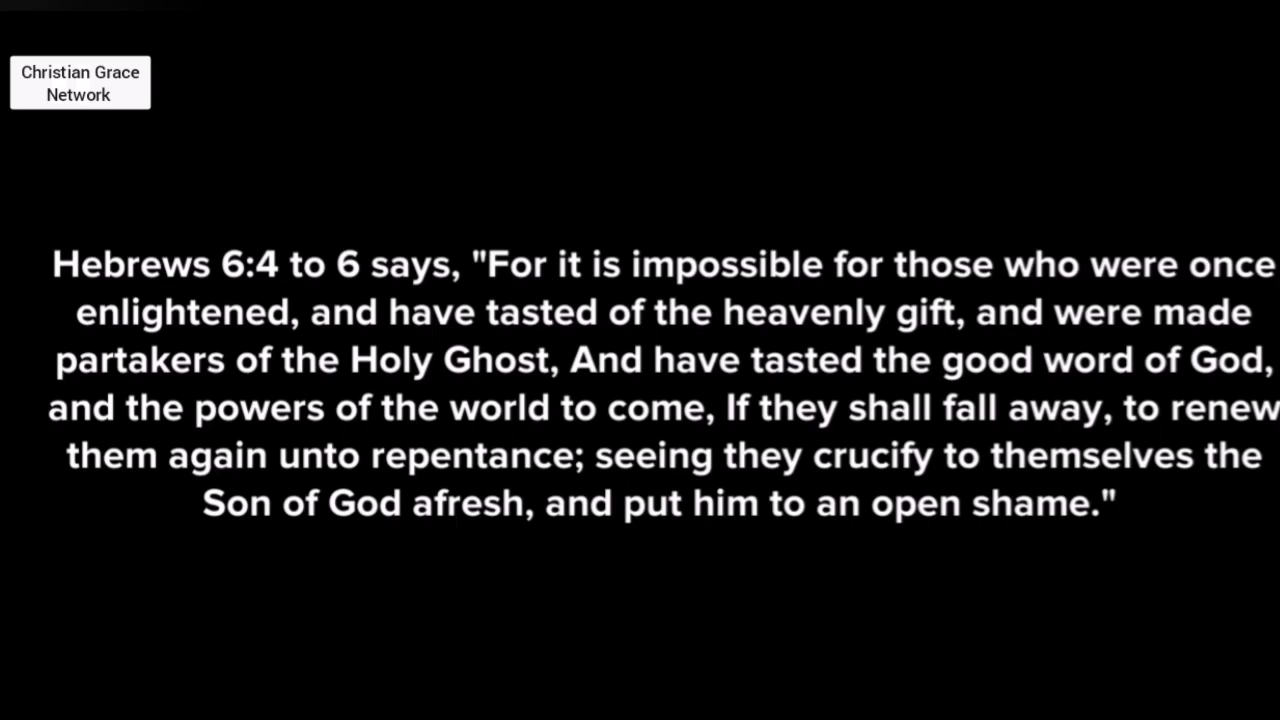 Christian Grace
Network
Hebrews 6:4 to 6 says, "For it is impossible for those who were once
enlightened, and have tasted of the heavenly gift, and were made
partakers of the Holy Ghost, And have tasted the good word of God,
and the powers of the world to come, If they shall fall away, to renew
them again unto repentance; seeing they crucify to themselves the
Son of God afresh, and put him to an open shame."